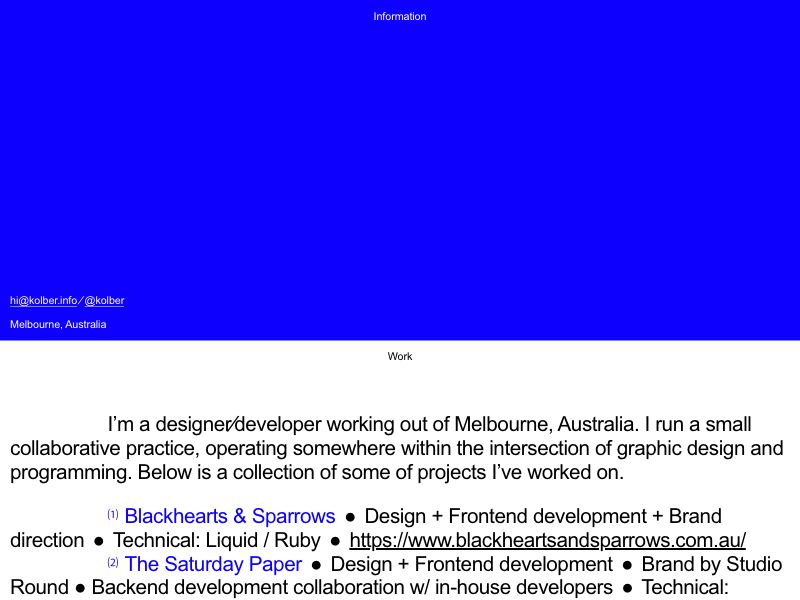 Information
hi@kolber.info ⁄ @kolber
Melbourne, Australia
Work
I’m a designer⁄developer working out of Melbourne, Australia. I run a small
collaborative practice, operating somewhere within the intersection of graphic design and
programming. Below is a collection of some of projects I’ve worked on.
(1) Blackhearts & Sparrows ● Design + Frontend development + Brand
direction ● Technical: Liquid / Ruby ● https://www.blackheartsandsparrows.com.au/
(2) The Saturday Paper ● Design + Frontend development ● Brand by Studio
Round ● Backend development collaboration w/ in-house developers ● Technical: